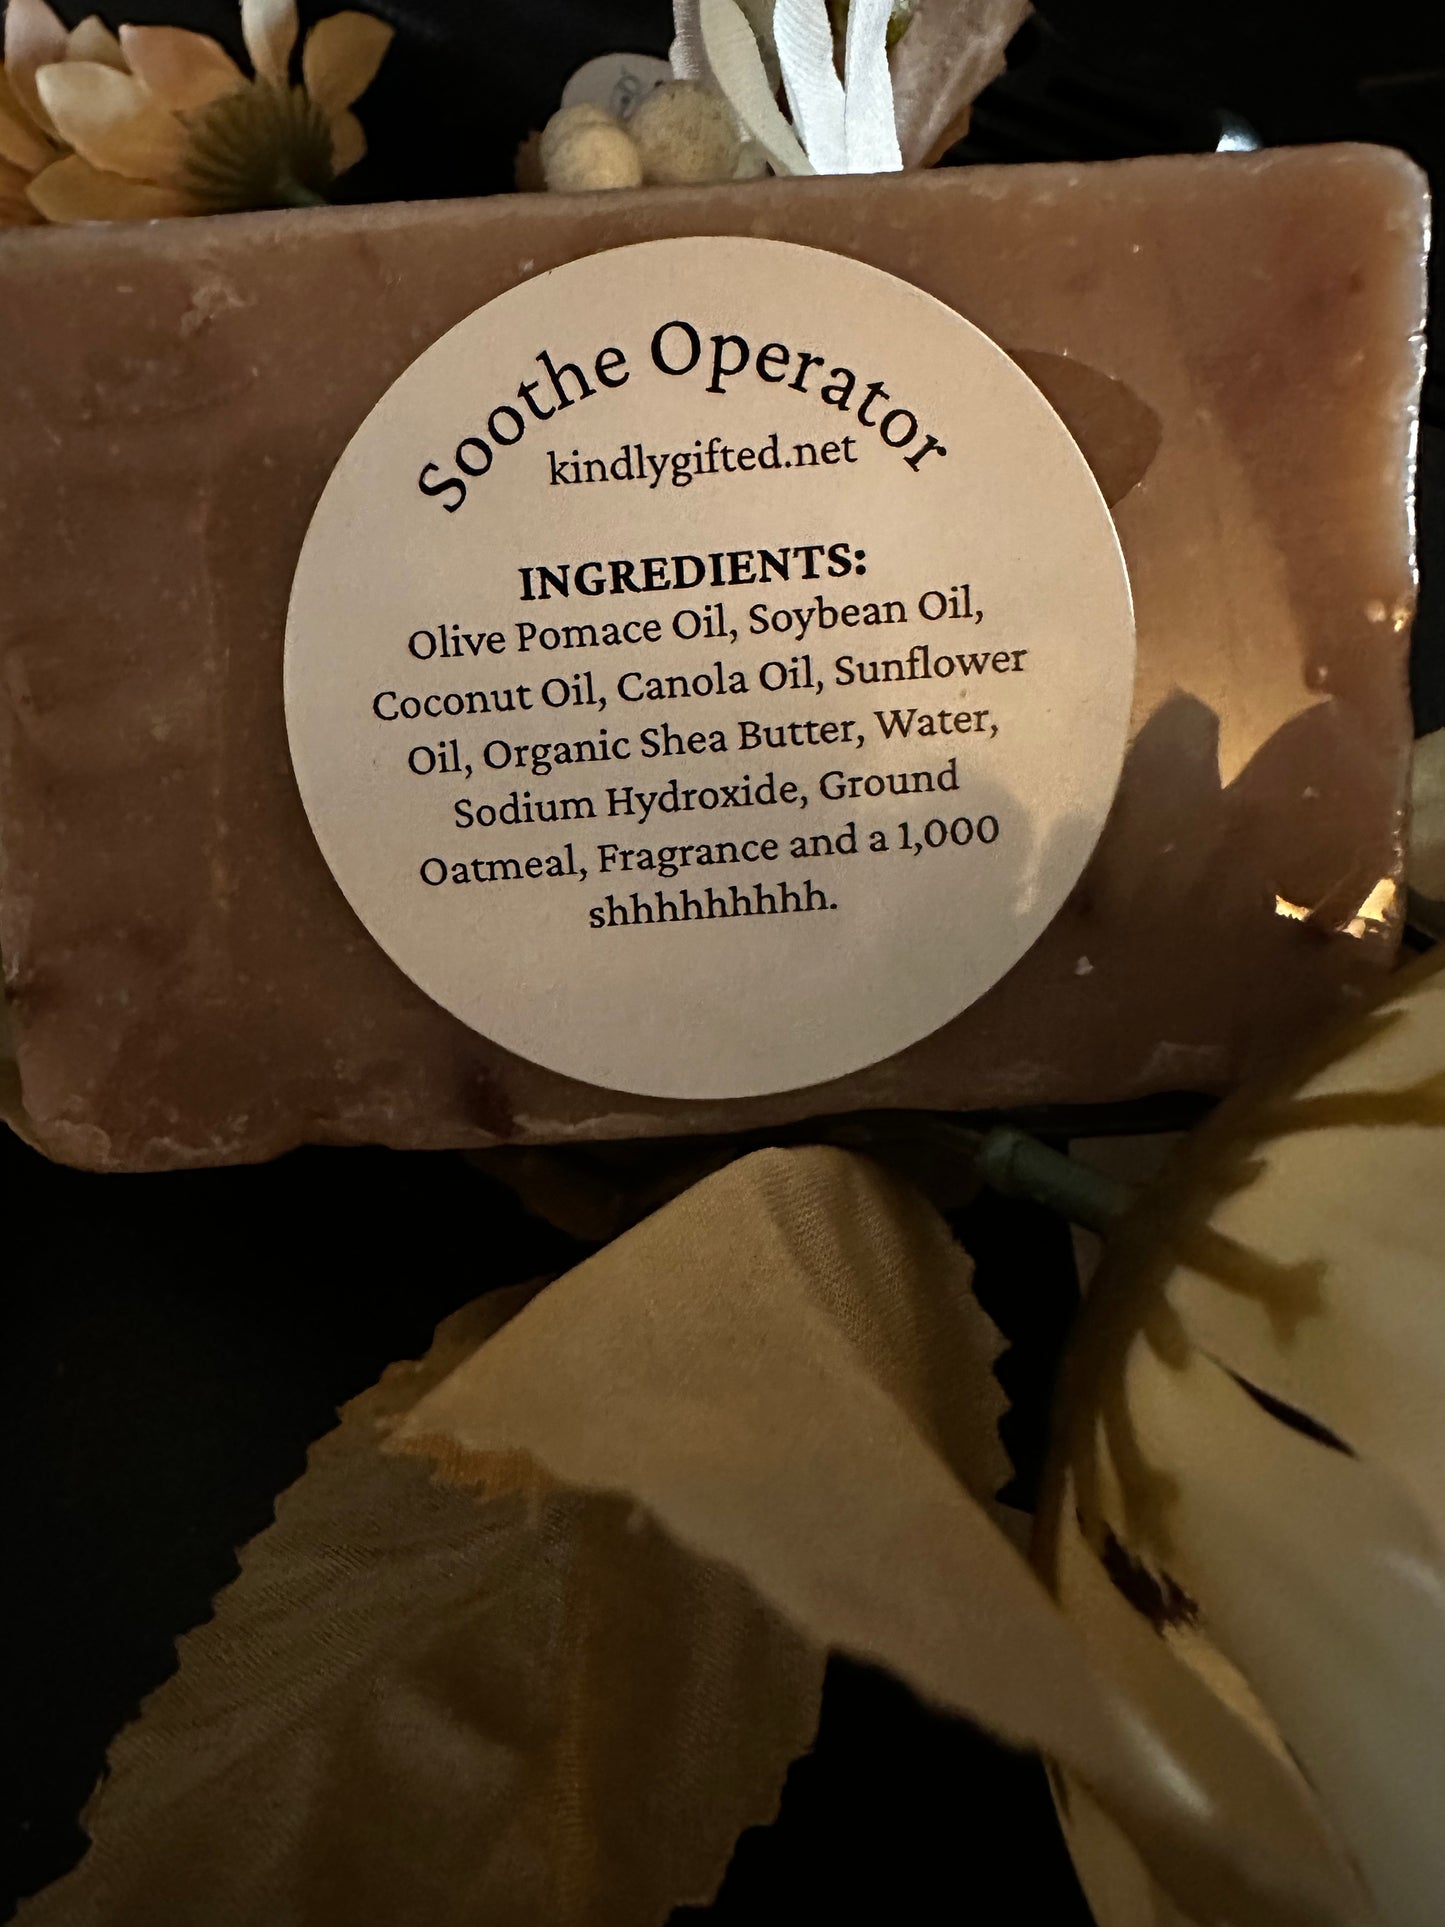 Soothe Operator
kindlygifted.net
INGREDIENTS:
Olive Pomace Oil, Soybean Oil,
Coconut Oil, Canola Oil, Sunflower
Oil, Organic Shea Butter, Water,
Sodium Hydroxide, Ground
Oatmeal, Fragrance and a 1,000
shhhhhhhhh.